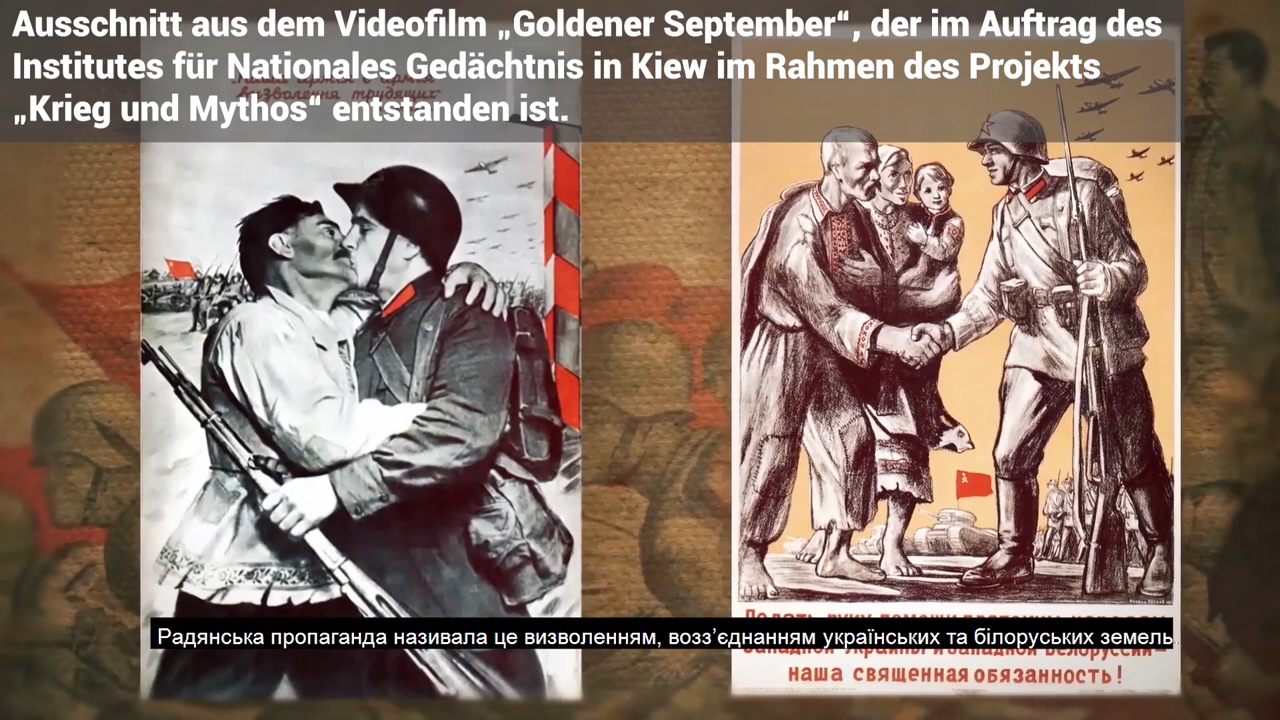 Ausschnitt aus dem Videofilm „Goldener September“, der im Auftrag des
Institutes für Nationales Gedächtnis in Kiew im Rahmen des Projekts
„Krieg und Mythos“ entstanden ist.
визволення трудящих"
Радянська пропаганда називала це визволенням, возз’єднанням українських та білоруських земель
наша священная обязанность!